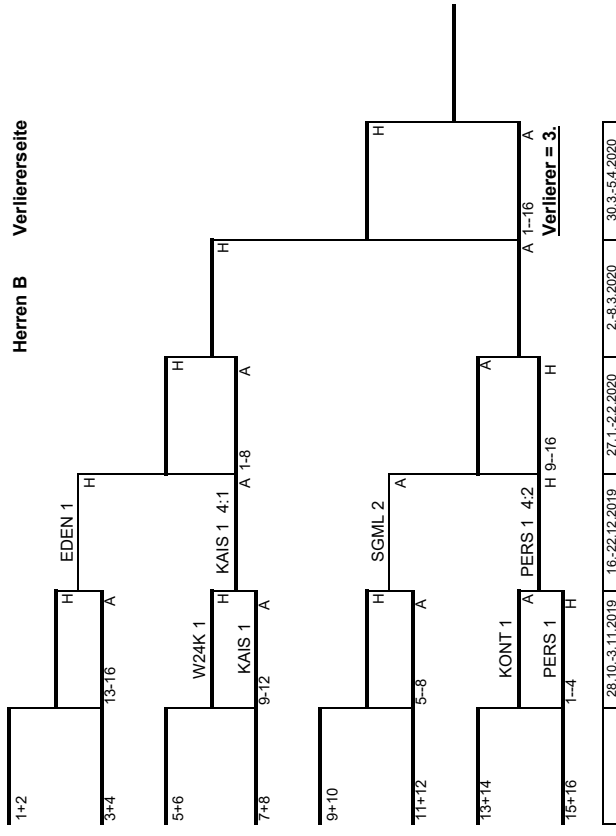 Herren B Verliererseite
1+2
3+4
5+6
7+8
9+10
11+12
13+14
15+16
H
A
13-16
W24K 1
H
KAIS 1
A
9-12
H
A
5--8
KONT 1
A
PERS 1
H
1--4
EDEN 1
H
KAIS 1 4:1
A 1-8
SGML 2
A
PERS 1 4:2
H 9--16
H
A
A
H
H
A 1--16
H
A
Verlierer = 3.
28.10.-3.11.2019
16.-22.12.2019
27.1.-2.2.2020
2.-8.3.2020
30.3.-5.4.2020